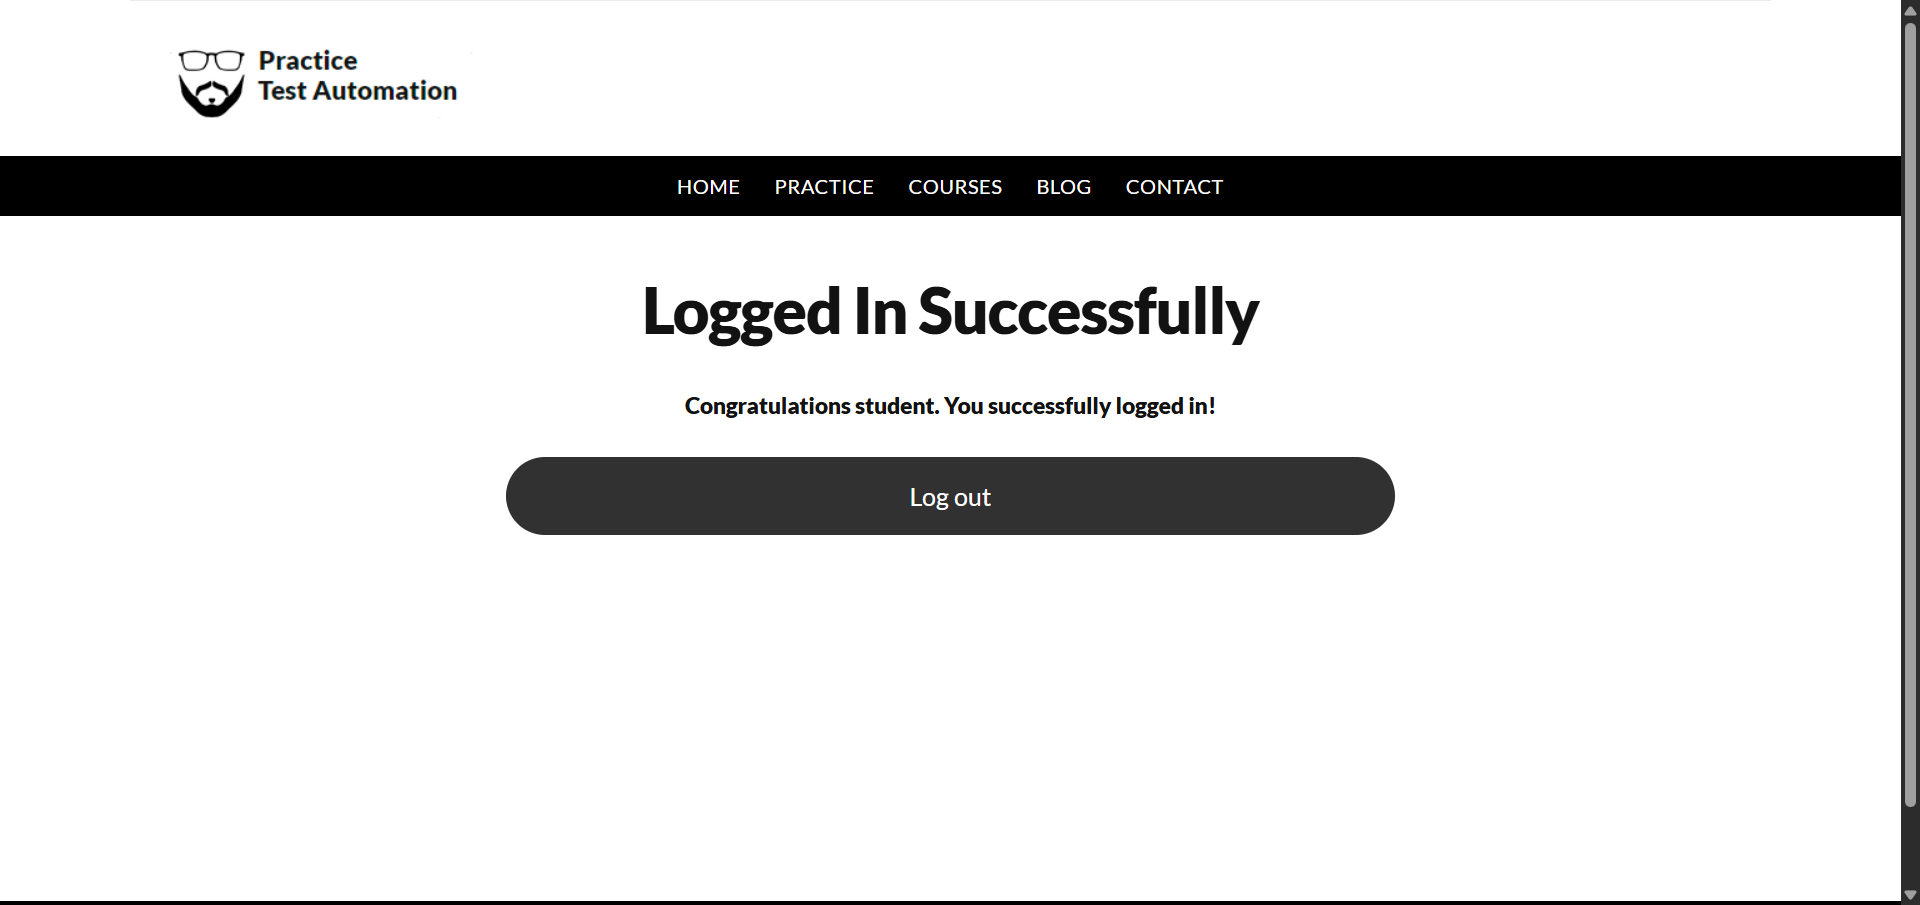 Practice
Test Automation
HOME PRACTICE COURSES BLOG CONTACT
Logged In Successfully
Congratulations student. You successfully logged in!
Log out